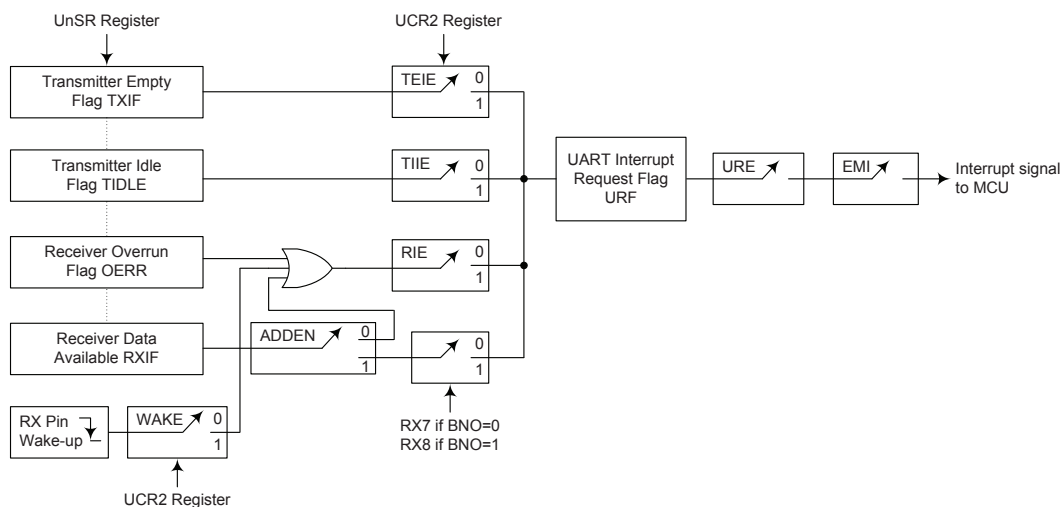 UnSR Register
UCR2 Register
Transmitter Empty
Flag TXIF
TEIE
0
1
Transmitter Idle
Flag TIDLE
TIIE
0
1
UART Interrupt
Request Flag
URF
URE
EMI
Interrupt signal
to MCU
Receiver Overrun
Flag OERR
RIE
0
1
Receiver Data
Available RXIF
ADDEN
0
1
0
1
RX Pin
Wake-up
WAKE
0
1
RX7 if BNO=0
RX8 if BNO=1
UCR2 Register